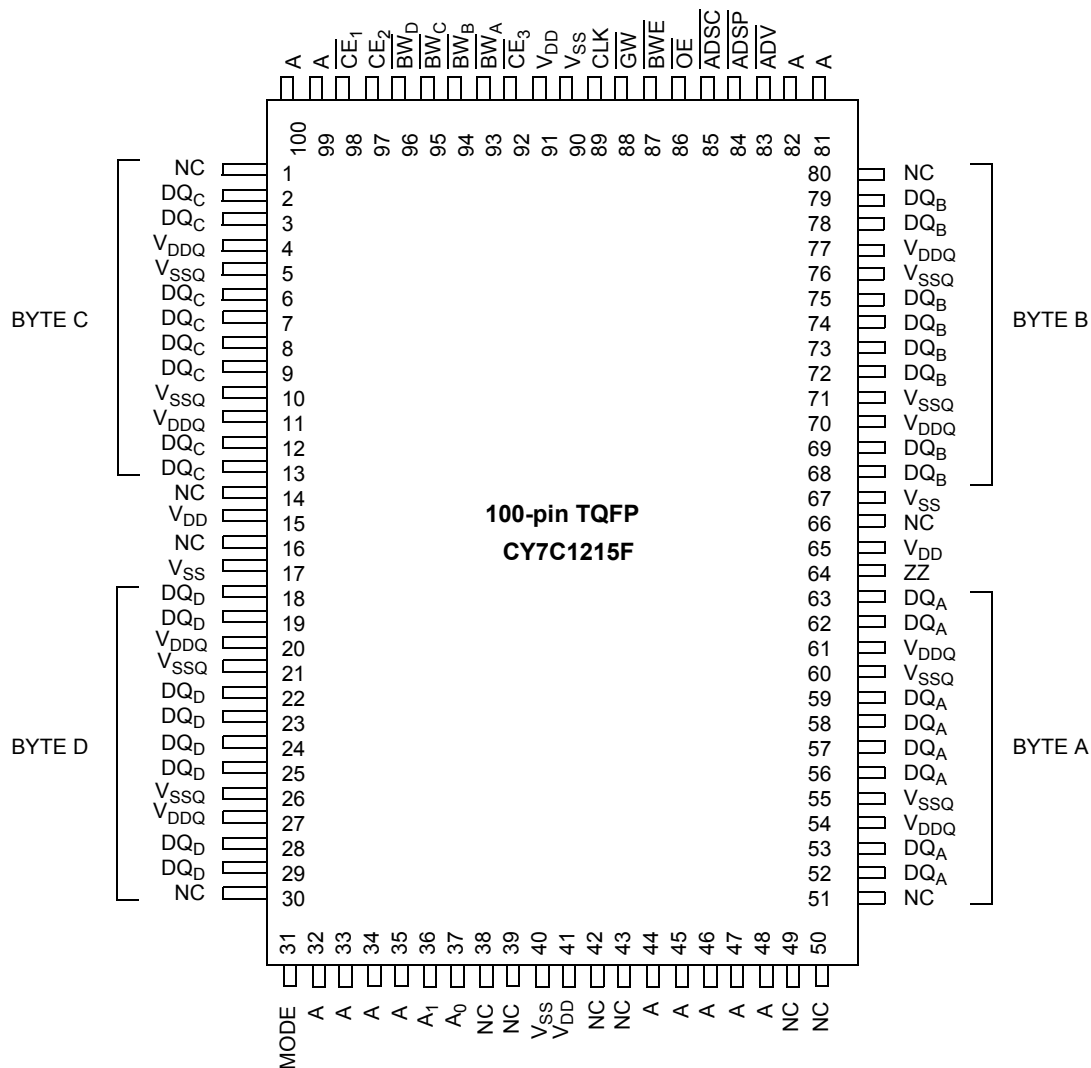 A A CE1 CE2 BWD BWC BWB BWA CE3 VDD VSS CLK GW BWE OE ADSC ADSP ADV A A
100 99 98 97 96 95 94 93 92 91 90 89 88 87 86 85 84 83 82 81
NC 1 80 NC
DQC 2 79 DQB
DQC 3 78 DQB
VDDQ 4 77 VDDQ
VSSQ 5 76 VSSQ
DQC 6 75 DQB
BYTE C DQC 7 74 DQB BYTE B
DQC 8 73 DQB
DQC 9 72 DQB
VSSQ 10 71 VSSQ
VDDQ 11 70 VDDQ
DQC 12 69 DQB
DQC 13 68 DQB
NC 14 67 VSS
VDD 15 66 NC
NC 16 65 VDD
VSS 17 64 ZZ
100-pin TQFP
CY7C1215F
DQD 18 63 DQA
DQD 19 62 DQA
VDDQ 20 61 VDDQ
VSSQ 21 60 VSSQ
DQD 22 59 DQA
DQD 23 58 DQA
BYTE D DQD 24 57 DQA BYTE A
DQD 25 56 DQA
VSSQ 26 55 VSSQ
VDDQ 27 54 VDDQ
DQD 28 53 DQA
DQD 29 52 DQA
NC 30 51 NC
31 32 33 34 35 36 37 38 39 40 41 42 43 44 45 46 47 48 49 50
MODE A A A A A1 A0 NC NC VSS VDD NC NC A A A A A NC NC